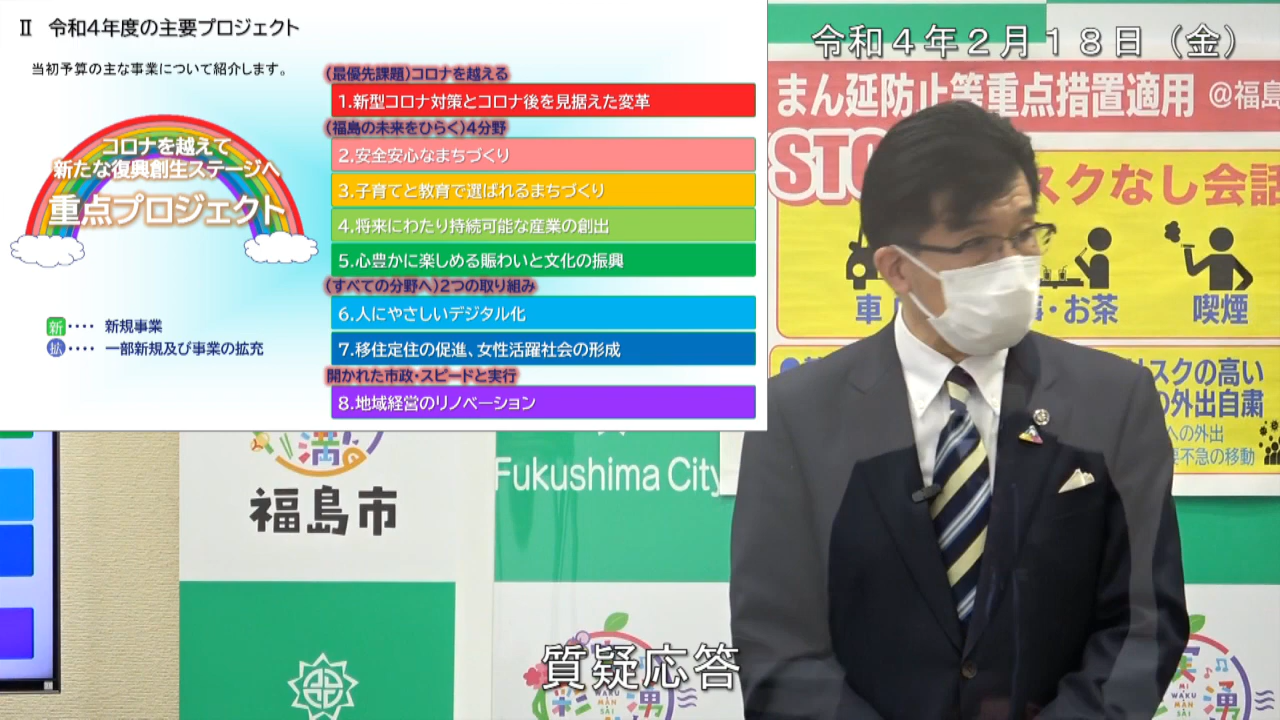 Ⅱ 令和4年度の主要プロジェクト
当初予算の主な事業について紹介します。
コロナを越えて
新たな復興創生ステージへ
重点プロジェクト
新‥‥ 新規事業
拡‥‥ 一部新規及び事業の拡充
(最優先課題)コロナを越える
1.新型コロナ対策とコロナ後を見据えた変革
(福島の未来をひらく)4分野
2.安全安心なまちづくり
3.子育てと教育で選ばれるまちづくり
4.将来にわたり持続可能な産業の創出
5.心豊かに楽しめる賑わいと文化の振興
(すべての分野へ)2つの取り組み
6.人にやさしいデジタル化
7.移住定住の促進、女性活躍社会の形成
開かれた市政・スピードと実行
8.地域経営のリノベーション
令和4年2月18日(金)
まん延防止等重点措置適用 @福島
STO
スクなし会話
車
・お茶
喫煙
スクの高い
の外出自粛
への外出
要不急の移動
福島市
Fukushima City
質疑応答